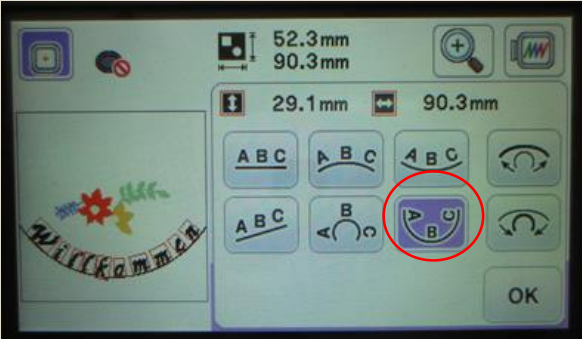 52.3mm
90.3mm
29.1mm 90.3mm
ABC ABC ABC
ABC ABC ABC
Willkommen
OK